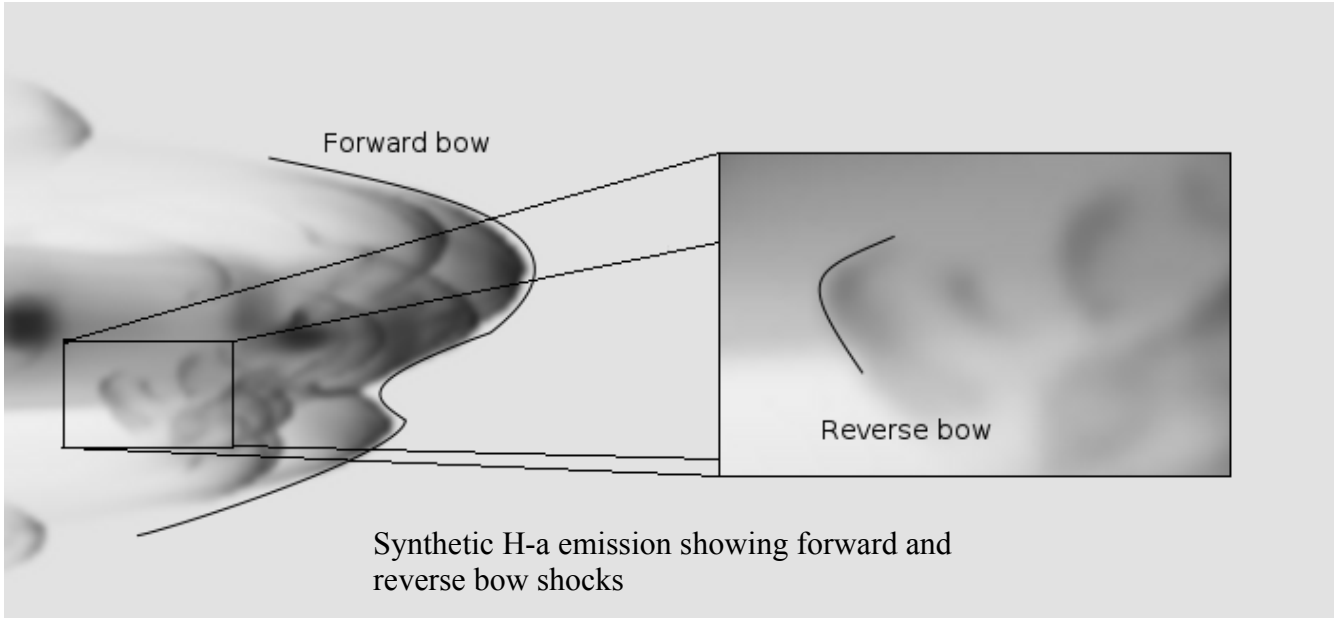 Forward bow
Reverse bow
Synthetic H-a emission showing forward and
reverse bow shocks